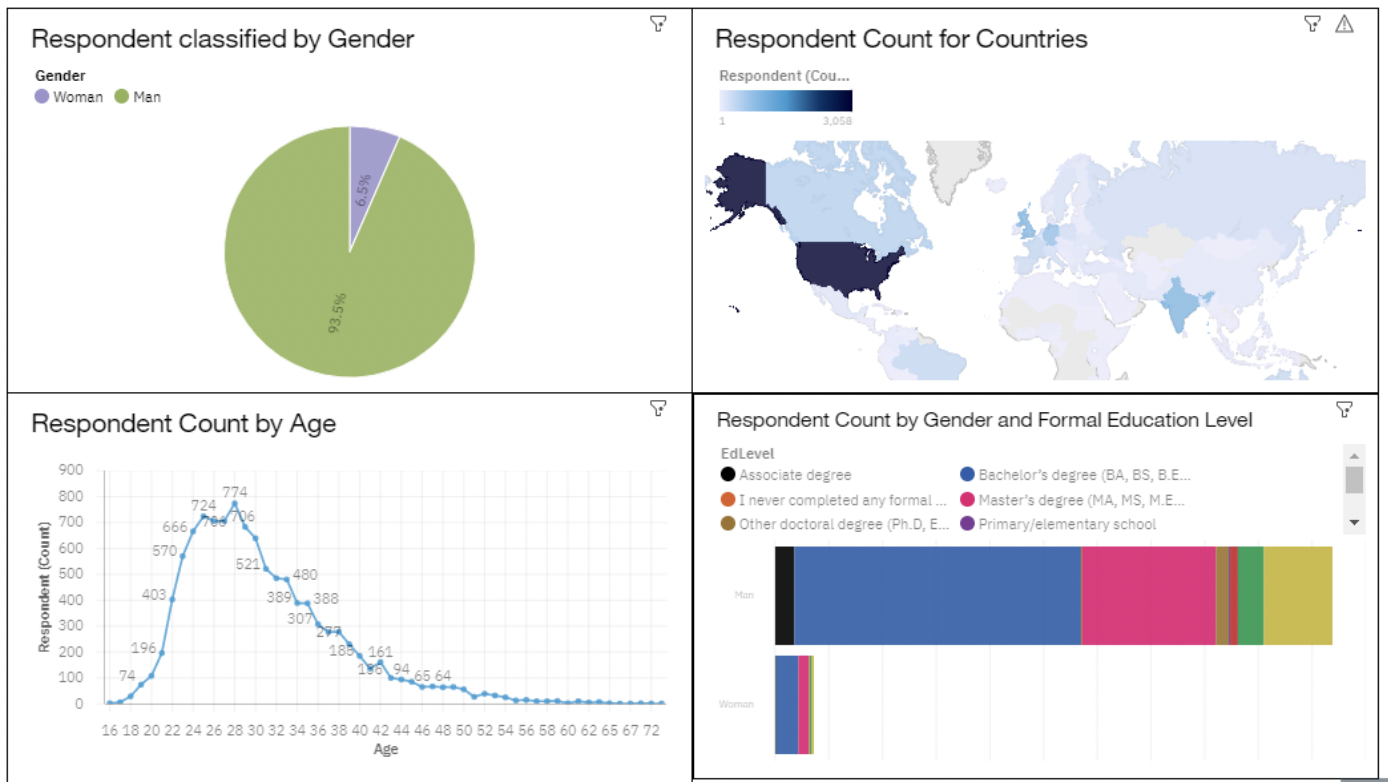 Respondent classified by Gender
Gender
Woman Man
6.5%
93.5%
Respondent Count for Countries
Respondent (Cou...
1 3,058
Respondent Count by Age
Respondent (Count)
900
800
700
600
500
400
300
200
100
0
74
196
403
570
666
724
774
706
521
480
389
388
307
277
185
161
94
65 64
16 18 20 22 24 26 28 30 32 34 36 38 40 42 44 46 48 50 52 54 56 58 60 62 65 67 72
Age
Respondent Count by Gender and Formal Education Level
EdLevel
Associate degree Bachelor's degree (BA, BS, B.E...
I never completed any formal ... Master's degree (MA, MS, M.E...
Other doctoral degree (Ph.D, E... Primary/elementary school
Man
Woman